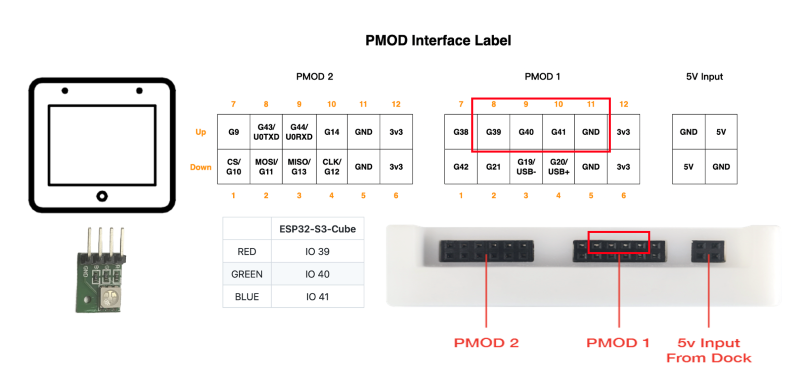 PMOD Interface Label
PMOD 2
PMOD 1
5V Input
7 8 9 10 11 12
7 8 9 10 11 12
Up
G9
G43/
U0TXD
G44/
U0RXD
G14
GND
3v3
G38
G39
G40
G41
GND
3v3
GND
5V
Down
CS/
G10
MOSI/
G11
MISO/
G13
CLK/
G12
GND
3v3
G42
G21
G19/
USB-
G20/
USB+
GND
3v3
5V
GND
1 2 3 4 5 6
1 2 3 4 5 6
ESP32-S3-Cube
RED IO 39
GREEN IO 40
BLUE IO 41
GND
PMOD 2
PMOD 1
5v Input
From Dock